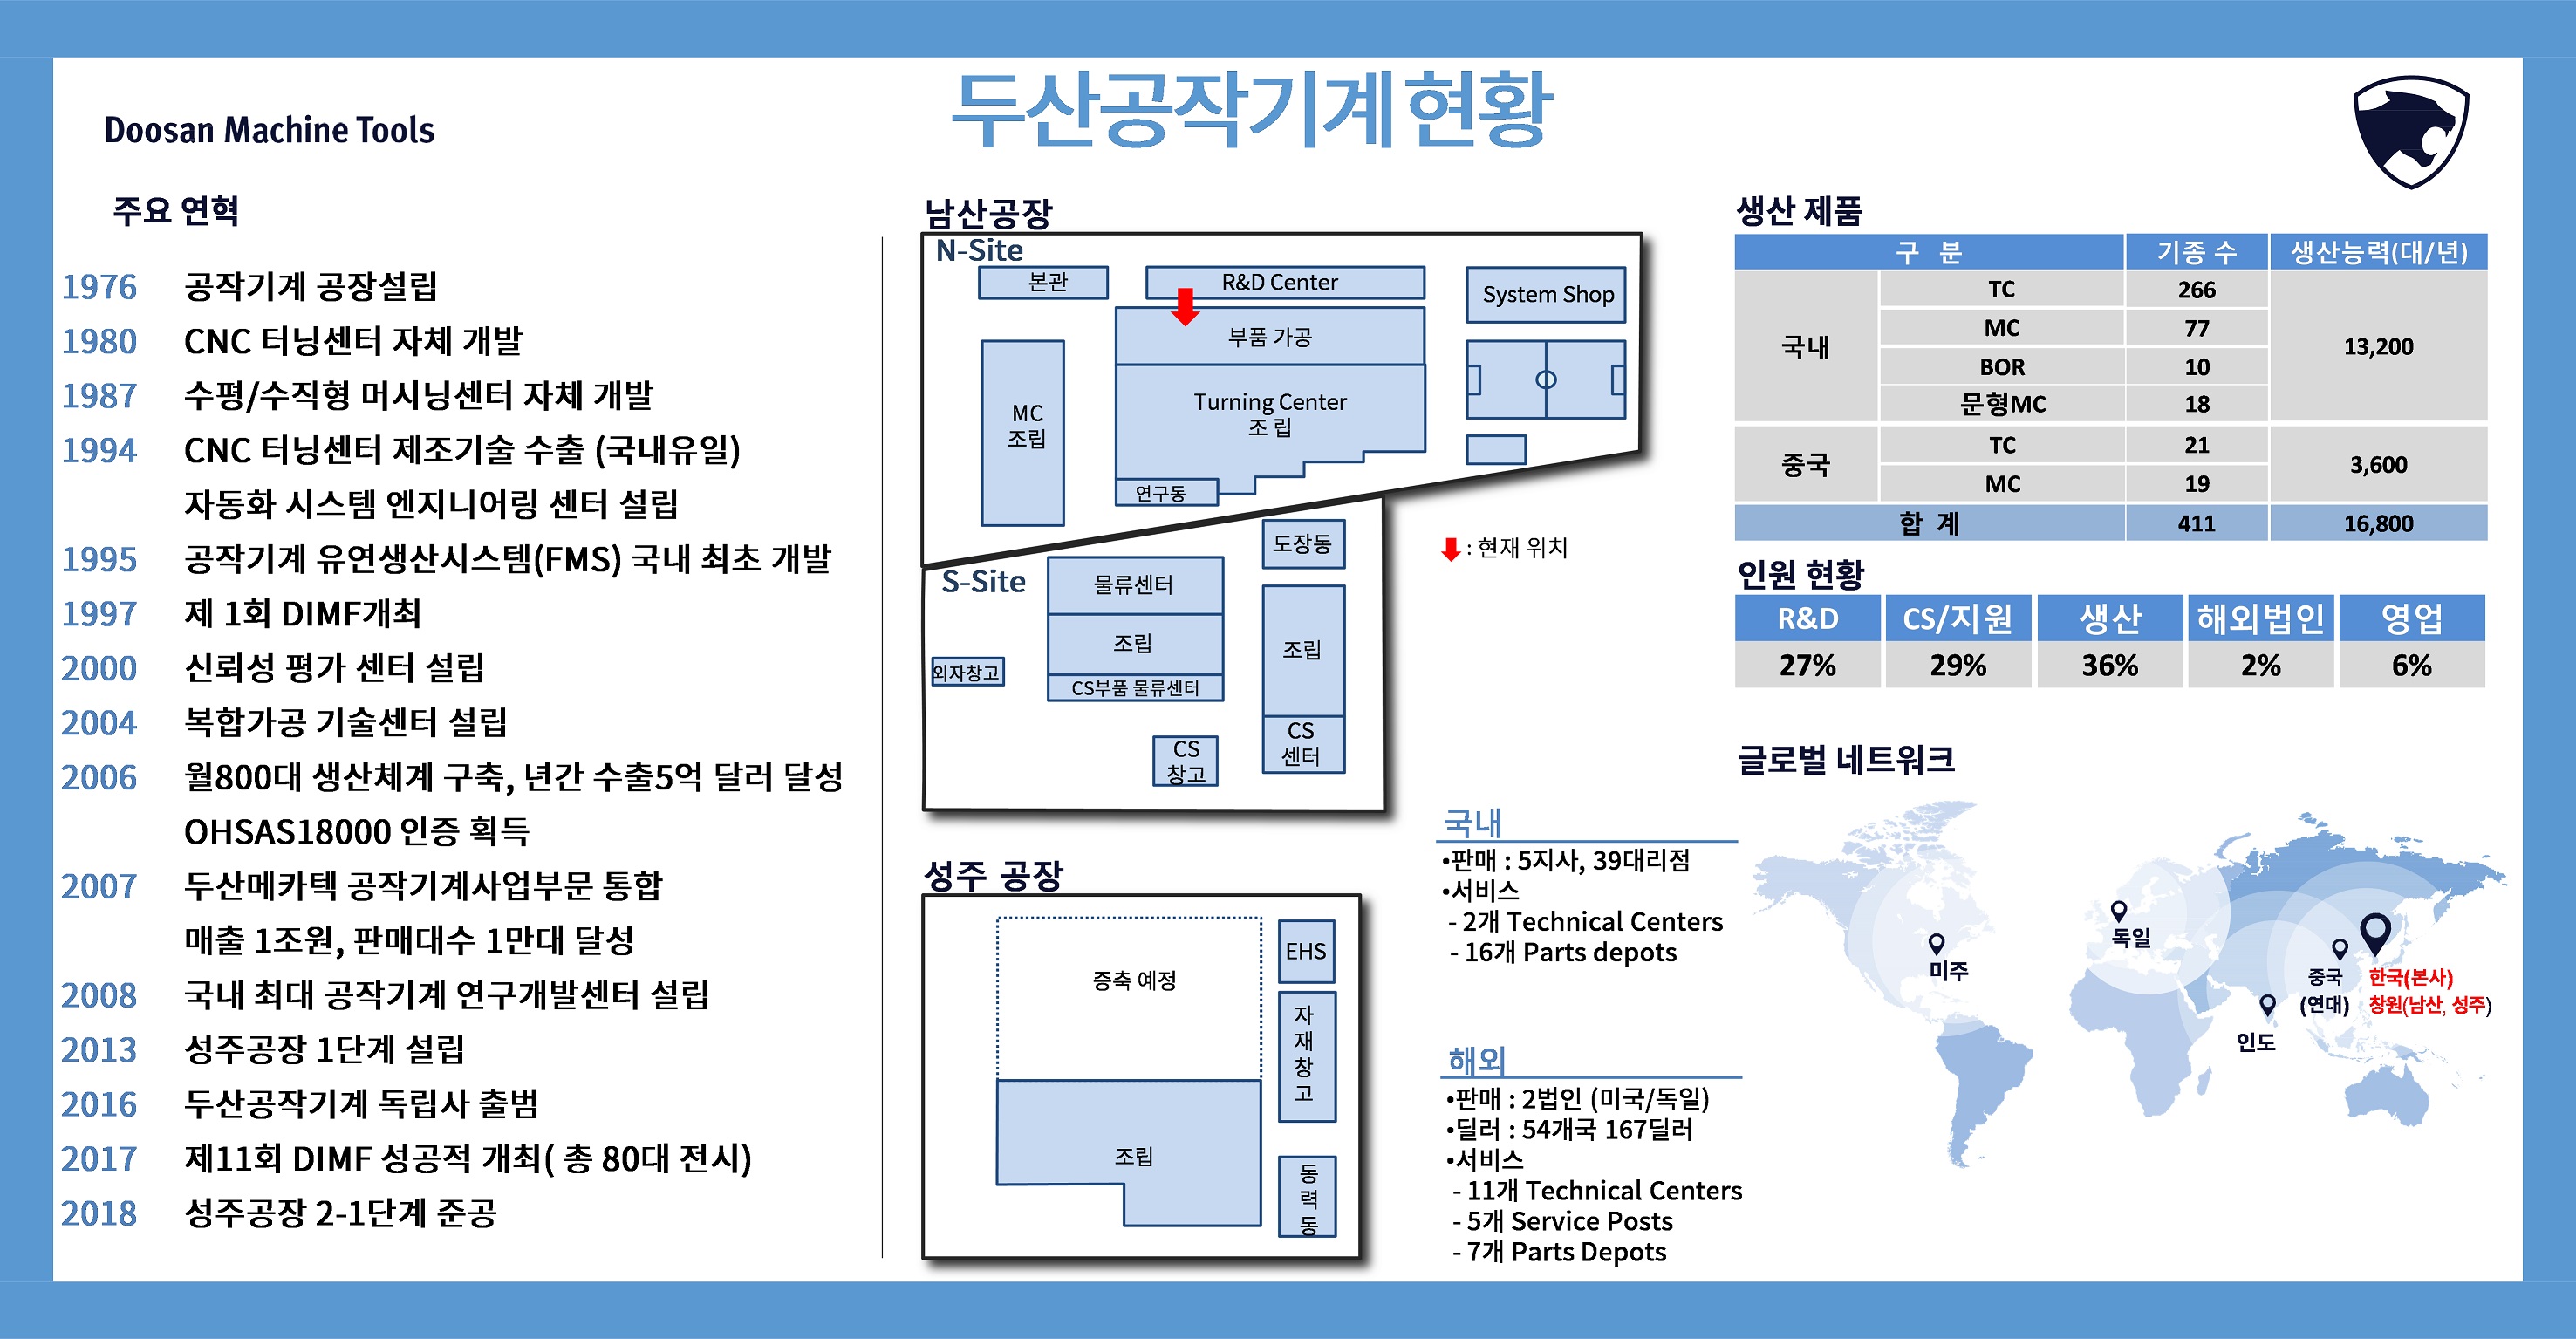 두산공작기계 현황
Doosan Machine Tools
주요 연혁
1976 공작기계 공장설립
1980 CNC 터닝센터 자체 개발
1987 수평/수직형 머시닝센터 자체 개발
1994 CNC 터닝센터 제조기술 수출 (국내유일)
자동화 시스템 엔지니어링 센터 설립
1995 공작기계 유연생산시스템(FMS) 국내 최초 개발
1997 제 1회 DIMF개최
2000 신뢰성 평가 센터 설립
2004 복합가공 기술센터 설립
2006 월800대 생산체계 구축, 년간 수출5억 달러 달성
OHSAS18000 인증 획득
2007 두산메카텍 공작기계사업부문 통합
매출 1조원, 판매대수 1만대 달성
2008 국내 최대 공작기계 연구개발센터 설립
2013 성주공장 1단계 설립
2016 두산공작기계 독립사 출범
2017 제11회 DIMF 성공적 개최( 총 80대 전시)
2018 성주공장 2-1단계 준공
남산공장
N-Site
본관
R&D Center
System Shop
부품 가공
MC
조립
Turning Center
조 립
연구동
S-Site
도장동
물류센터
조립
조립
외자창고
CS부품 물류센터
CS
센터
CS
창고
: 현재 위치
성주 공장
증축 예정
EHS
자
재
창
고
조립
동
력
동
생산 제품
구 분 기종 수 생산능력(대/년)
국내 TC 266 13,200
MC 77
BOR 10
문형MC 18
중국 TC 21 3,600
MC 19
합 계 411 16,800
인원 현황
R&D CS/지원 생산 해외법인 영업
27% 29% 36% 2% 6%
글로벌 네트워크
국내
•판매 : 5지사, 39대리점
•서비스
- 2개 Technical Centers
- 16개 Parts depots
해외
•판매 : 2법인 (미국/독일)
•딜러 : 54개국 167딜러
•서비스
- 11개 Technical Centers
- 5개 Service Posts
- 7개 Parts Depots
미주
독일
중국
(연대)
한국(본사)
창원(남산, 성주)
인도